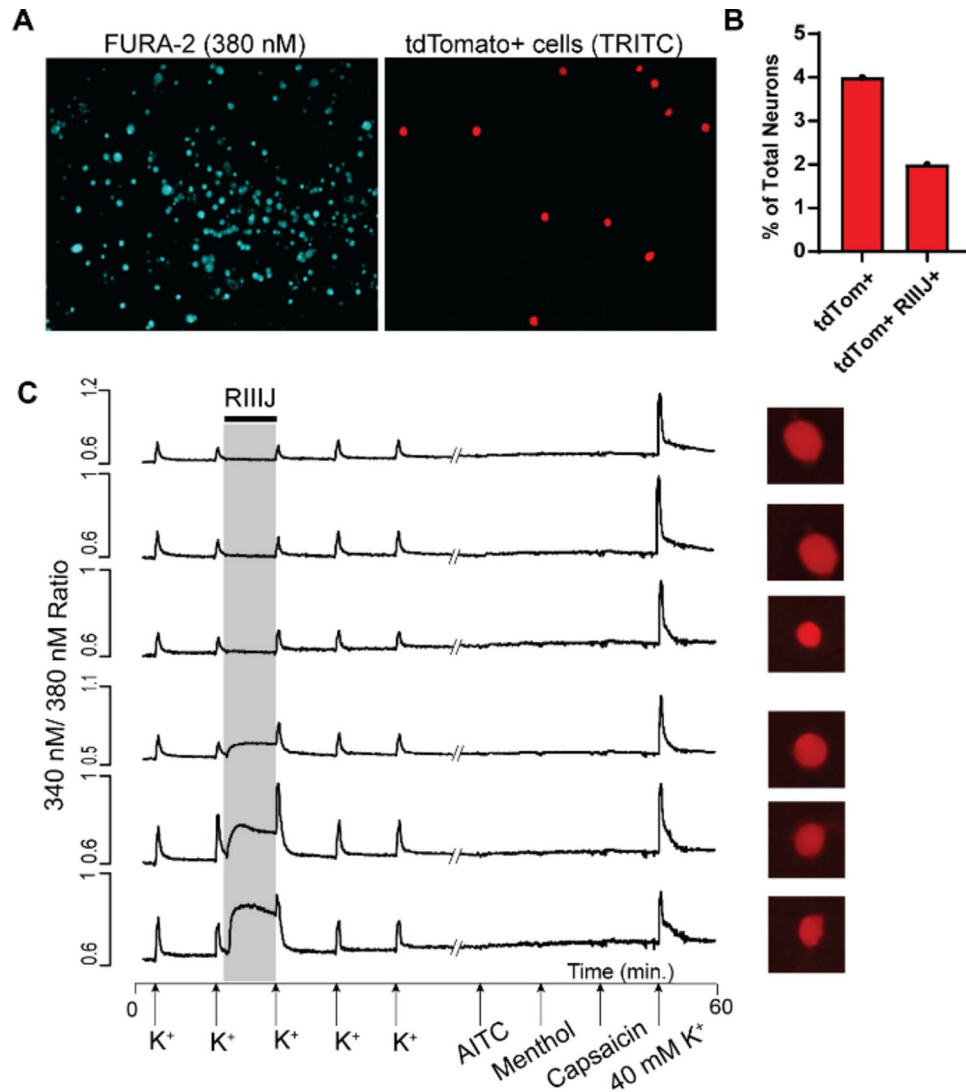 A
FURA-2 (380 nM)
tdTomato+ cells (TRITC)
B
% of Total Neurons
5
4
3
2
1
0
tdTom+
tdTom+ RIIIJ+
C
RIIIJ
340 nM/ 380 nM Ratio
1.2
0.6
1
0.6
1
0.6
1.1
0.5
1
0.6
1
0.6
Time (min.)
0
60
K+
K+
K+
K+
K+
AITC
Menthol
Capsaicin
40 mM K+